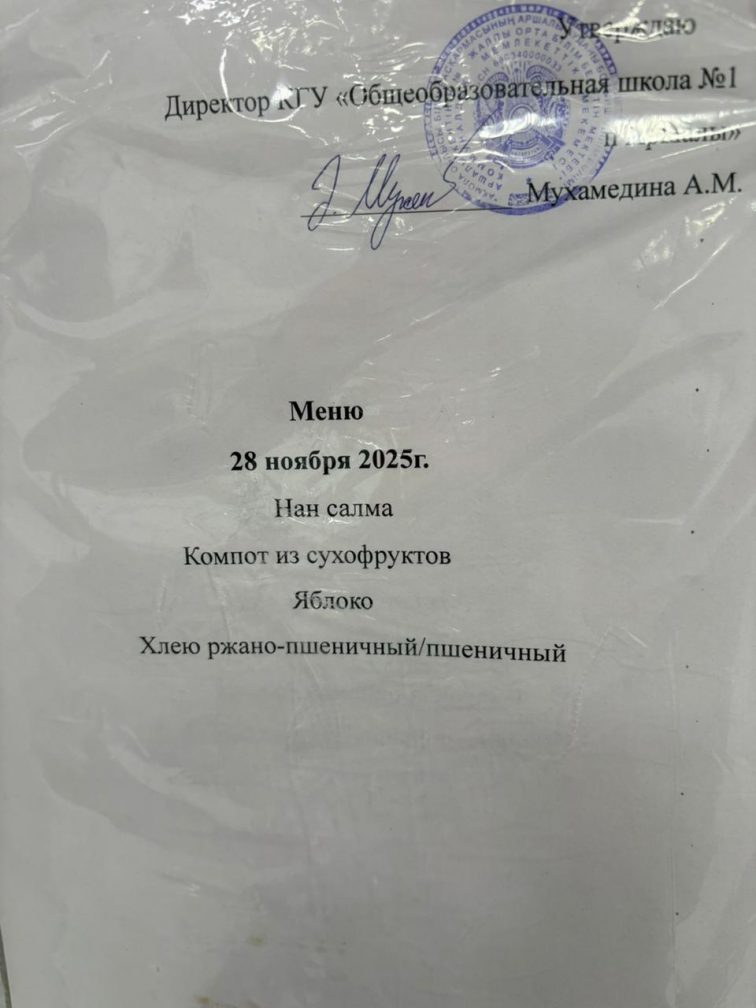 Утверждаю
Директор КГУ «Общеобразовательная школа №1
п Аршалы»
Мухамедина А.М.
Меню
28 ноября 2025г.
Нан салма
Компот из сухофруктов
Яблоко
Хлею ржано-пшеничный/пшеничный